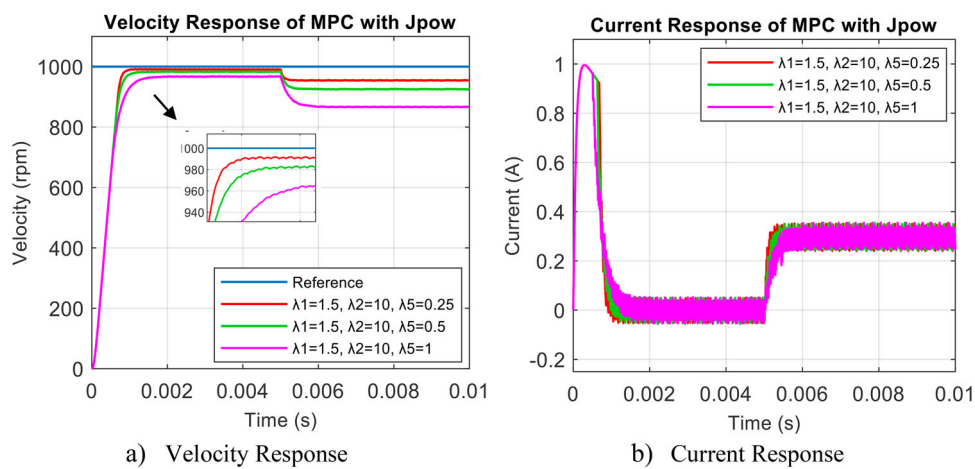 Velocity Response of MPC with Jpow
1000
800
600
400
200
0
Velocity (rpm)
1000
980
960
940
Reference
λ1=1.5, λ2=10, λ5=0.25
λ1=1.5, λ2=10, λ5=0.5
λ1=1.5, λ2=10, λ5=1
0 0.002 0.004 0.006 0.008 0.01
Time (s)
a) Velocity Response
Current Response of MPC with Jpow
1
0.8
0.6
0.4
0.2
0
-0.2
Current (A)
λ1=1.5, λ2=10, λ5=0.25
λ1=1.5, λ2=10, λ5=0.5
λ1=1.5, λ2=10, λ5=1
0 0.002 0.004 0.006 0.008 0.01
Time (s)
b) Current Response